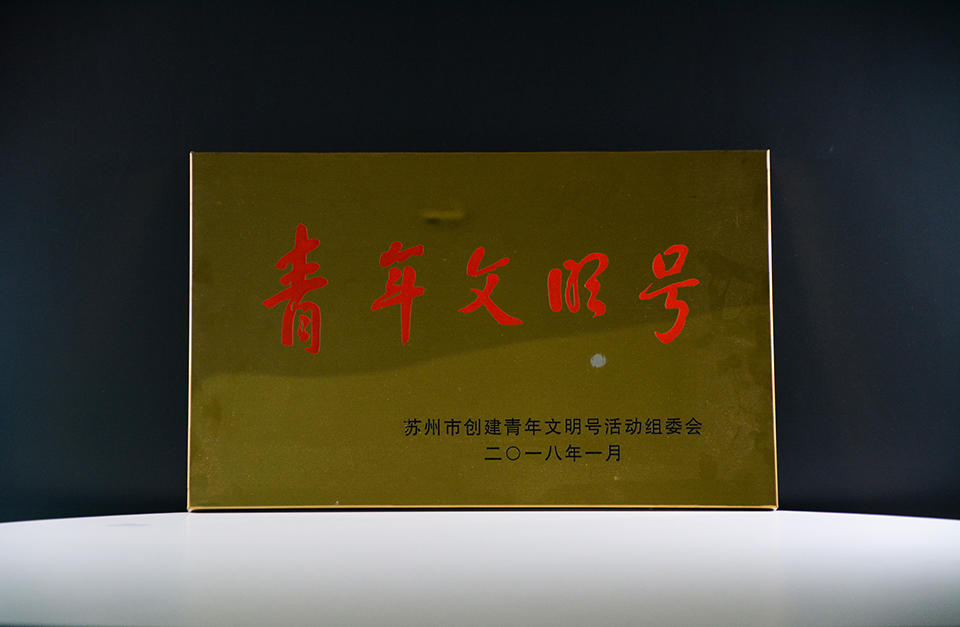 青年文明号
苏州市创建青年文明号活动组委会
二〇一八年一月